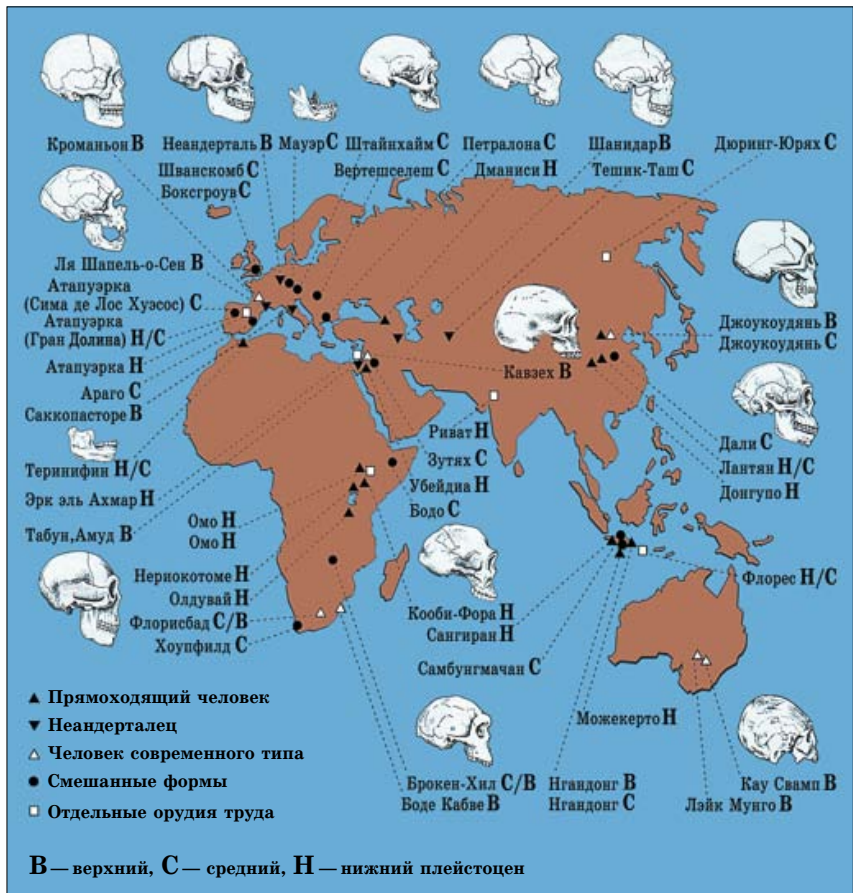 Кроманьон В
Неандерталь В
Мауэр С
Штайнхайм С
Петралона С
Шанидар В
Дюринг-Юрях С
Шванскомб С
Вертешселеш С
Дманиси Н
Тешик-Таш С
Боксгроув С
Ля Шапель-о-Сен В
Атапуэрка
(Сима де Лос Хуэсос) С
Атапуэрка
(Гран Долина) Н/С
Атапуэрка Н
Араго С
Саккопасторе В
Джоукоудянь В
Джоукоудянь С
Кавзех В
Теринифин Н/С
Эрк эль Ахмар Н
Табун,Амуд В
Риват Н
Зутях С
Убейдиа Н
Бодо С
Дали С
Лантян Н/С
Донгупо Н
Омо Н
Омо Н
Нериокотоме Н
Олдувай Н
Флорисбад С/В
Хоупфилд С
Кооби-Фора Н
Сангиран Н
Самбунгмачан С
Флорес Н/С
Можекерто Н
Брокен-Хил С/В
Боде Кабве В
Нгандонг В
Нгандонг С
Кау Свамп В
Лэйк Мунго В
Прямоходящий человек
Неандерталец
Человек современного типа
Смешанные формы
Отдельные орудия труда
В — верхний, С — средний, Н — нижний плейстоцен